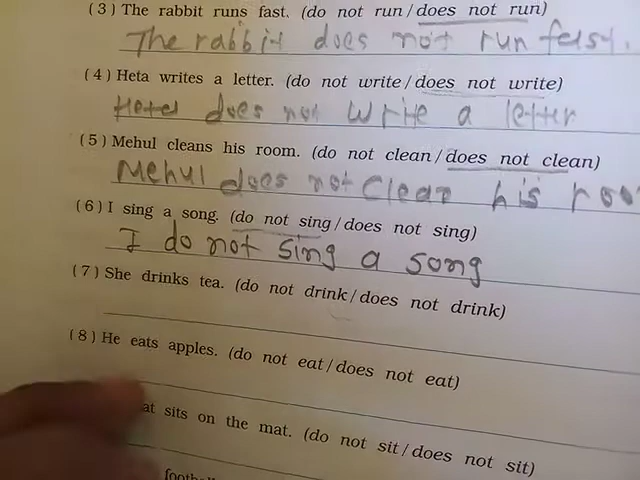 (3) The rabbit runs fast. (do not run/does not run)
The rabbit does not run
(4) Heta writes a letter. (do not write/does not write)
does not write a letter
(5) Mehul cleans his room. (do not clean/does not clean)
Mehul does not clean his roo
(6) I sing a song. (do not sing/does not sing)
I do not sing a song
(7) She drinks tea. (do not drink/does not drink)
(8) He eats apples. (do not eat/does not eat)
at sits on the mat. (do not sit/does not sit)